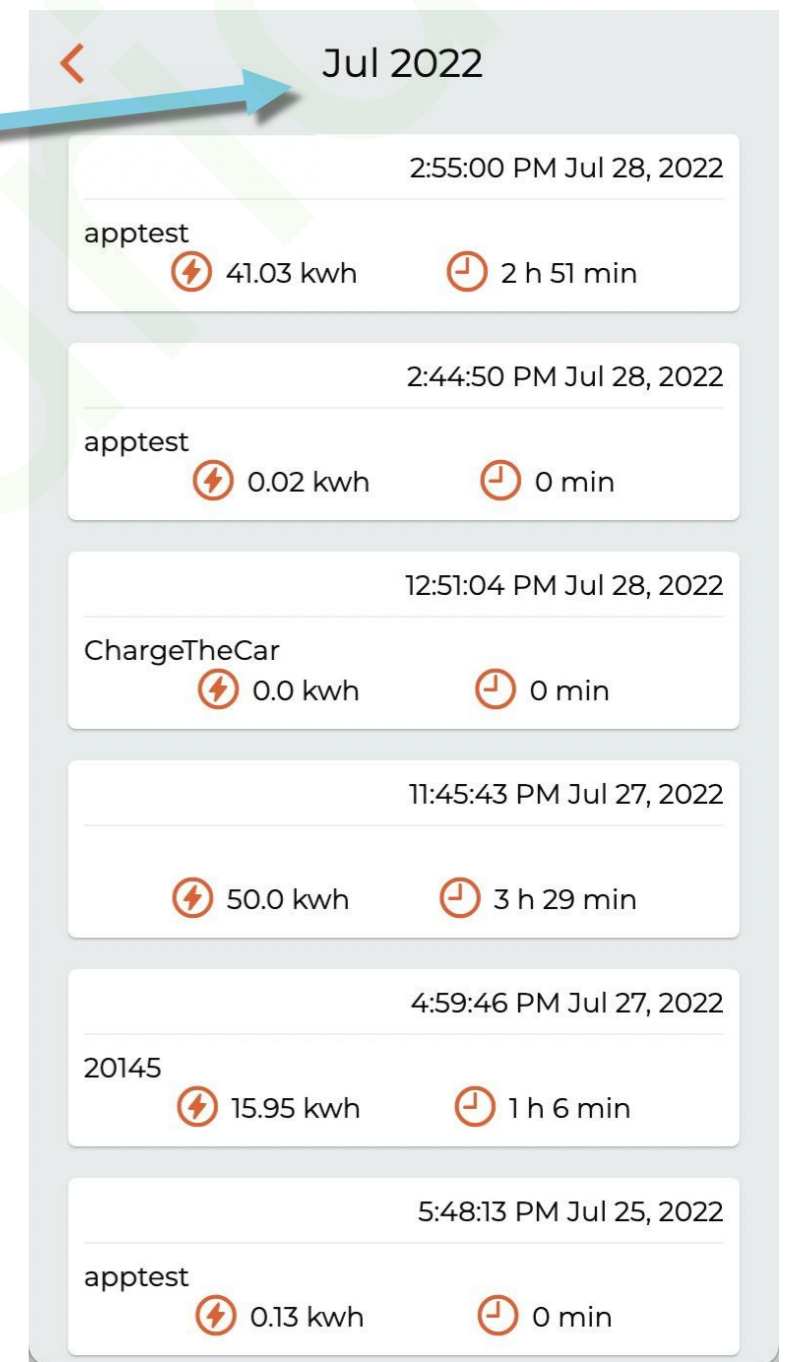 Jul 2022
2:55:00 PM Jul 28, 2022
apptest
41.03 kwh 2 h 51 min
2:44:50 PM Jul 28, 2022
apptest
0.02 kwh 0 min
12:51:04 PM Jul 28, 2022
ChargeTheCar
0.0 kwh 0 min
11:45:43 PM Jul 27, 2022
50.0 kwh 3 h 29 min
4:59:46 PM Jul 27, 2022
20145
15.95 kwh 1 h 6 min
5:48:13 PM Jul 25, 2022
apptest
0.13 kwh 0 min